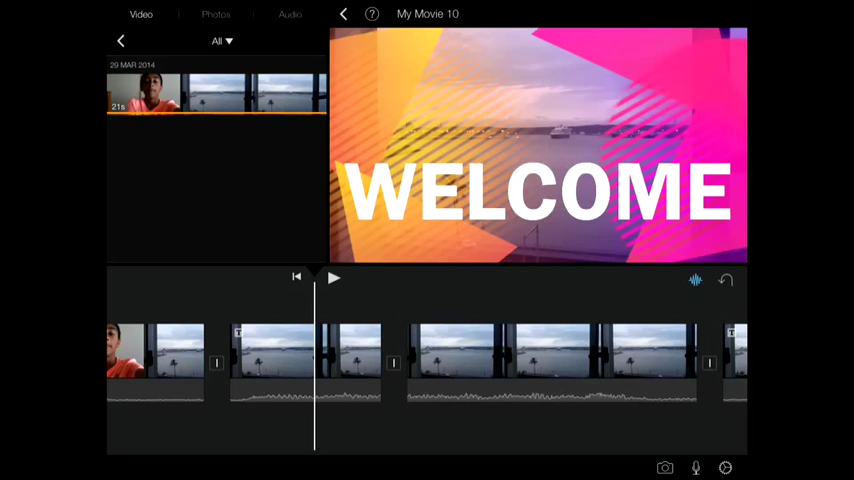 Video Photos Audio
My Movie 10
All
29 MAR 2014
21s
WELCOME
T
T